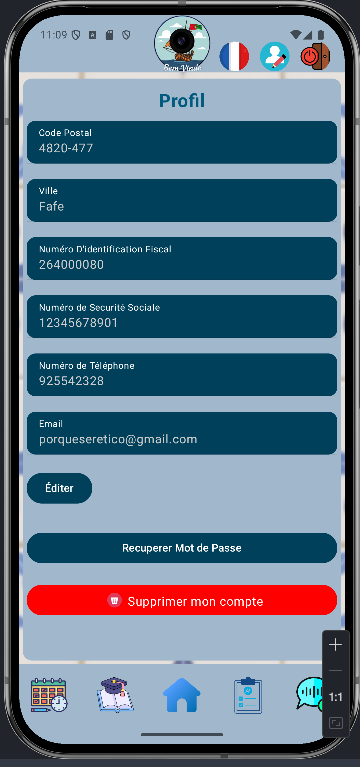 11:09
Bem-Vindo
Profil
Code Postal
4820-477
Ville
Fafe
Numéro D'identification Fiscal
264000080
Numéro de Securité Sociale
12345678901
Numéro de Téléphone
925542328
Email
porqueseretico@gmail.com
Éditer
Recuperer Mot de Passe
Supprimer mon compte
1:1